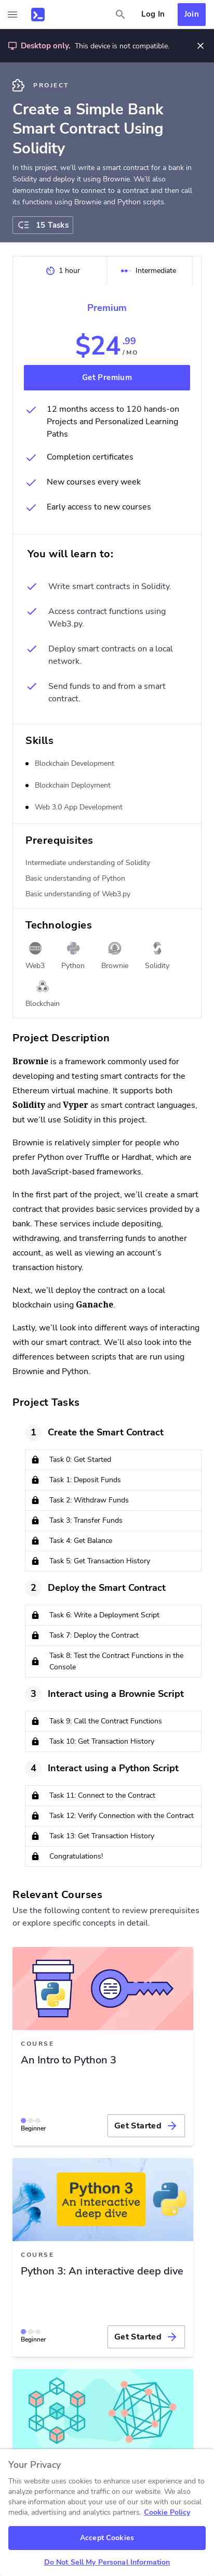 Log In
Join
Desktop only. This device is not compatible.
PROJECT
Create a Simple Bank
Smart Contract Using
Solidity
In this project, we'll write a smart contract for a bank in
Solidity and deploy it using Brownie. We'll also
demonstrate how to connect to a contract and then call
its functions using Brownie and Python scripts.
15 Tasks
1 hour
Intermediate
Premium
$24.99
/MO
Get Premium
12 months access to 120 hands-on
Projects and Personalized Learning
Paths
Completion certificates
New courses every week
Early access to new courses
You will learn to:
Write smart contracts in Solidity.
Access contract functions using
Web3.py.
Deploy smart contracts on a local
network.
Send funds to and from a smart
contract.
Skills
Blockchain Development
Blockchain Deployment
Web 3.0 App Development
Prerequisites
Intermediate understanding of Solidity
Basic understanding of Python
Basic understanding of Web3.py
Technologies
Web3
Python
Brownie
Solidity
Blockchain
Project Description
Brownie is a framework commonly used for
developing and testing smart contracts for the
Ethereum virtual machine. It supports both
Solidity and Vyper as smart contract languages,
but we'll use Solidity in this project.
Brownie is relatively simpler for people who
prefer Python over Truffle or Hardhat, which are
both JavaScript-based frameworks.
In the first part of the project, we'll create a smart
contract that provides basic services provided by a
bank. These services include depositing,
withdrawing, and transferring funds to another
account, as well as viewing an account's
transaction history.
Next, we'll deploy the contract on a local
blockchain using Ganache.
Lastly, we'll look into different ways of interacting
with our smart contract. We'll also look into the
differences between scripts that are run using
Brownie and Python.
Project Tasks
1 Create the Smart Contract
Task 0: Get Started
Task 1: Deposit Funds
Task 2: Withdraw Funds
Task 3: Transfer Funds
Task 4: Get Balance
Task 5: Get Transaction History
2 Deploy the Smart Contract
Task 6: Write a Deployment Script
Task 7: Deploy the Contract
Task 8: Test the Contract Functions in the
Console
3 Interact using a Brownie Script
Task 9: Call the Contract Functions
Task 10: Get Transaction History
4 Interact using a Python Script
Task 11: Connect to the Contract
Task 12: Verify Connection with the Contract
Task 13: Get Transaction History
Congratulations!
Relevant Courses
Use the following content to review prerequisites
or explore specific concepts in detail.
COURSE
An Intro to Python 3
Beginner
Get Started
Python 3
An Interactive
deep dive
COURSE
Python 3: An interactive deep dive
Beginner
Get Started
Your Privacy
This website uses cookies to enhance user experience and to
analyze performance and traffic on our website. We also
share information about your use of our site with our social
media, advertising and analytics partners. Cookie Policy
Accept Cookies
Do Not Sell My Personal Information